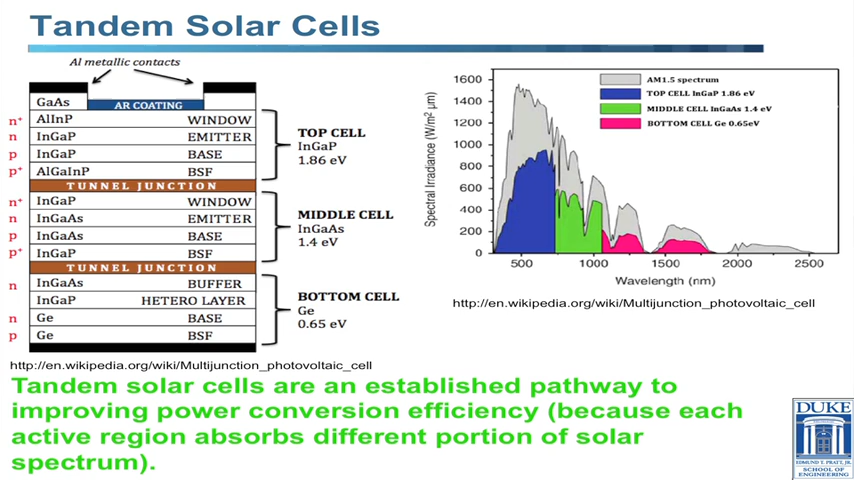 Tandem Solar Cells
Al metallic contacts
GaAs
AR COATING
n+ AlInP WINDOW
n InGaP EMITTER
p InGaP BASE
p+ AlGaInP BSF
TUNNEL JUNCTION
n+ InGaP WINDOW
n InGaAs EMITTER
p InGaAs BASE
p+ InGaP BSF
TUNNEL JUNCTION
n InGaAs BUFFER
InGaP HETERO LAYER
n Ge BASE
p Ge BSF
TOP CELL
InGaP
1.86 eV
MIDDLE CELL
InGaAs
1.4 eV
BOTTOM CELL
Ge
0.65 eV
http://en.wikipedia.org/wiki/Multijunction_photovoltaic_cell
AM1.5 spectrum
TOP CELL InGaP 1.86 eV
MIDDLE CELL InGaAs 1.4 eV
BOTTOM CELL Ge 0.65eV
Spectral Irradiance (W/m² µm)
1600
1400
1200
1000
800
600
400
200
0
500 1000 1500 2000 2500
Wavelength (nm)
http://en.wikipedia.org/wiki/Multijunction_photovoltaic_cell
Tandem solar cells are an established pathway to
improving power conversion efficiency (because each
active region absorbs different portion of solar
spectrum).
DUKE
EDMUND T. PRATT, JR.
SCHOOL OF
ENGINEERING